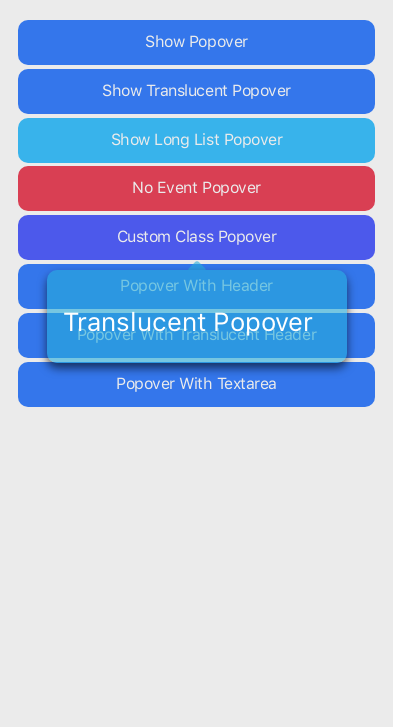 Show Popover
Show Translucent Popover
Show Long List Popover
No Event Popover
Custom Class Popover
Popover With Header
Translucent Popover
Popover With Translucent Header
Popover With Textarea